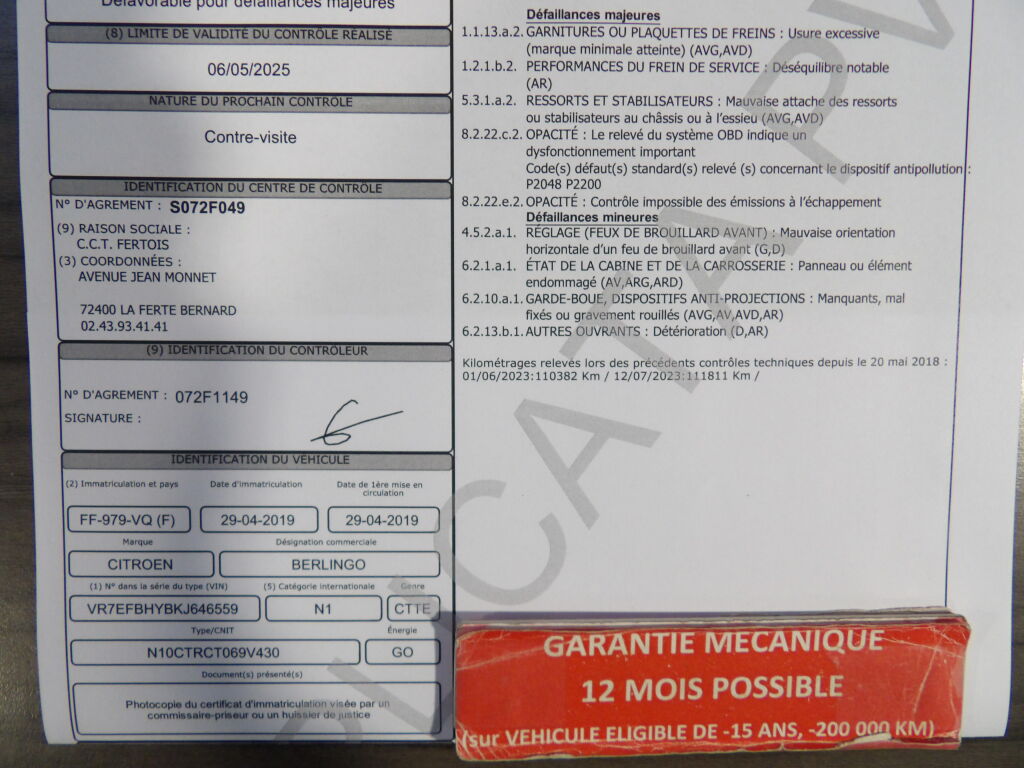 Défavorable pour défaillances majeures
(8) LIMITE DE VALIDITÉ DU CONTRÔLE RÉALISÉ
06/05/2025
NATURE DU PROCHAIN CONTRÔLE
Contre-visite
IDENTIFICATION DU CENTRE DE CONTRÔLE
N° D'AGREMENT : S072F049
(9) RAISON SOCIALE :
C.C.T. FERTOIS
(3) COORDONNÉES :
AVENUE JEAN MONNET
72400 LA FERTE BERNARD
02.43.93.41.41
(9) IDENTIFICATION DU CONTRÔLEUR
N° D'AGREMENT : 072F1149
SIGNATURE :
IDENTIFICATION DU VÉHICULE
(2) Immatriculation et pays Date d'immatriculation Date de 1ère mise en
circulation
FF-979-VQ (F) 29-04-2019 29-04-2019
Marque Désignation commerciale
CITROEN BERLINGO
(1) N° dans la série du type (VIN) (5) Catégorie internationale Genre
VR7EFBHYBKJ646559 N1 CTTE
Type/CNIT Énergie
N10CTRCT069V430 GO
Document(s) présenté(s)
Photocopie du certificat d'immatriculation visée par un
commissaire-priseur ou un huissier de justice
Défaillances majeures
1.1.13.a.2. GARNITURES OU PLAQUETTES DE FREINS : Usure excessive
(marque minimale atteinte) (AVG,AVD)
1.2.1.b.2. PERFORMANCES DU FREIN DE SERVICE : Déséquilibre notable
(AR)
5.3.1.a.2. RESSORTS ET STABILISATEURS : Mauvaise attache des ressorts
ou stabilisateurs au châssis ou à l'essieu (AVG,AVD)
8.2.22.c.2. OPACITÉ : Le relevé du système OBD indique un
dysfonctionnement important
Code(s) défaut(s) standard(s) relevé (s) concernant le dispositif antipollution :
P2048 P2200
8.2.22.e.2. OPACITÉ : Contrôle impossible des émissions à l'échappement
Défaillances mineures
4.5.2.a.1. RÉGLAGE (FEUX DE BROUILLARD AVANT) : Mauvaise orientation
horizontale d'un feu de brouillard avant (G,D)
6.2.1.a.1. ÉTAT DE LA CABINE ET DE LA CARROSSERIE : Panneau ou élément
endommagé (AV,ARG,ARD)
6.2.10.a.1. GARDE-BOUE, DISPOSITIFS ANTI-PROJECTIONS : Manquants, mal
fixés ou gravement rouillés (AVG,AV,AVD,AR)
6.2.13.b.1. AUTRES OUVRANTS : Détérioration (D,AR)
Kilométrages relevés lors des précédents contrôles techniques depuis le 20 mai 2018 :
01/06/2023:110382 Km / 12/07/2023:111811 Km /
GARANTIE MECANIQUE
12 MOIS POSSIBLE
(sur VEHICULE ELIGIBLE DE -15 ANS, -200 000 KM)